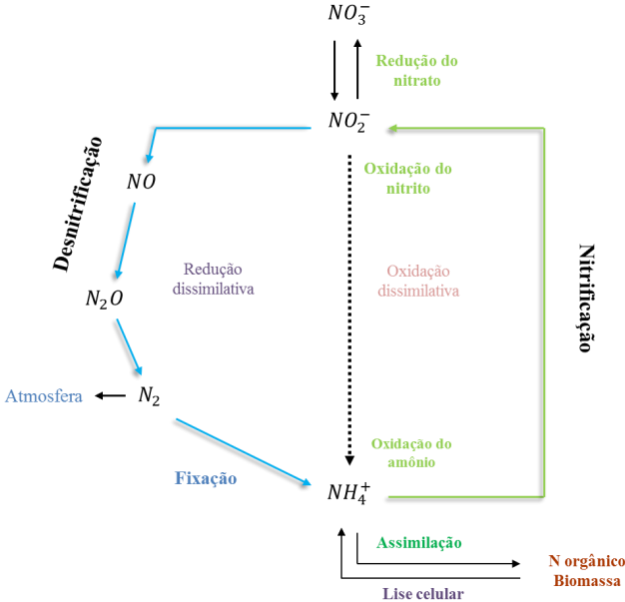 NO₃⁻
Redução do
nitrato
NO₂⁻
Oxidação do
nitrito
NO
Desnitrificação
Redução
dissimilativa
Oxidação
dissimilativa
Nitrificação
N₂O
Atmosfera
N₂
Oxidação do
amônio
Fixação
NH₄⁺
Assimilação
N orgânico
Biomassa
Lise celular